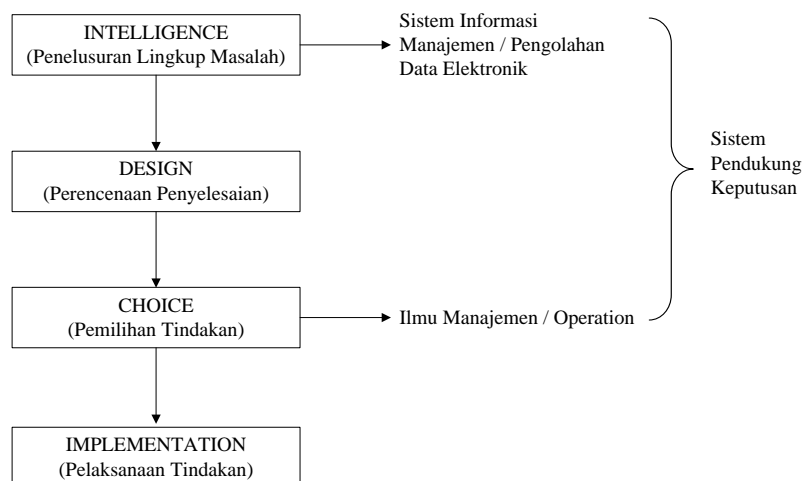 INTELLIGENCE
(Penelusuran Lingkup Masalah)
Sistem Informasi
Manajemen / Pengolahan
Data Elektronik
Sistem
Pendukung
Keputusan
DESIGN
(Perencenaan Penyelesaian)
CHOICE
(Pemilihan Tindakan)
Ilmu Manajemen / Operation
IMPLEMENTATION
(Pelaksanaan Tindakan)